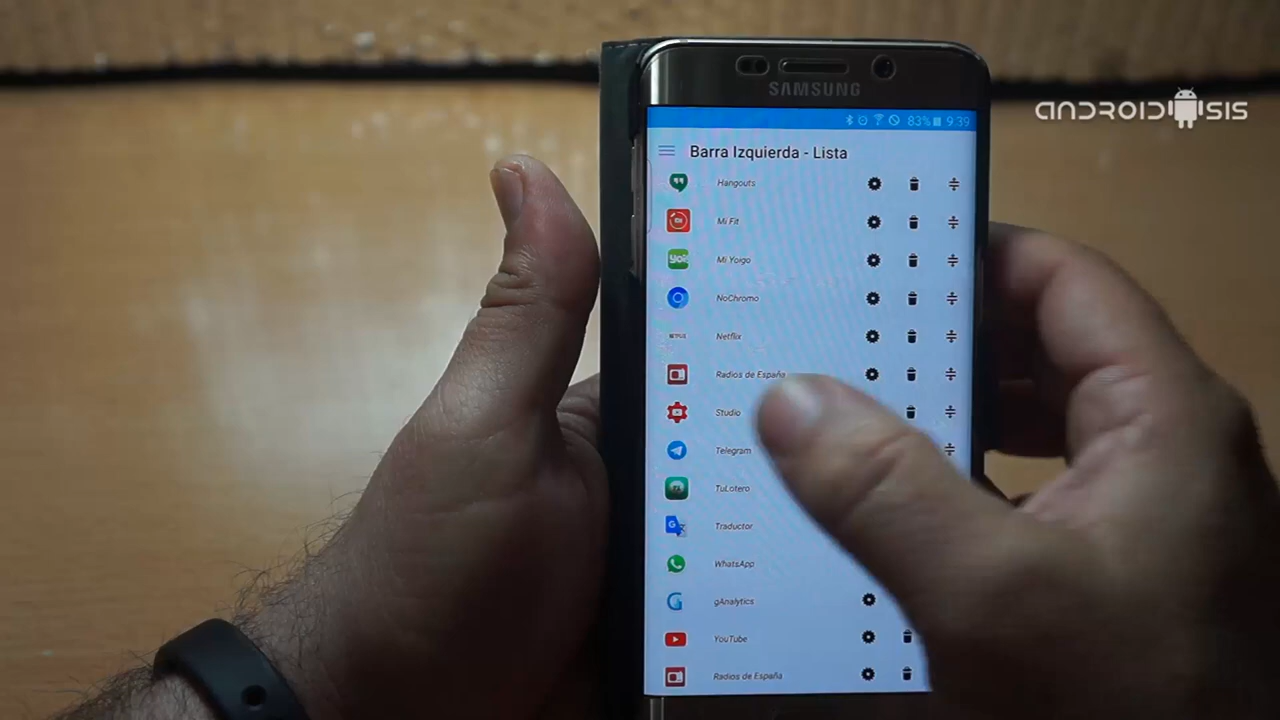 ANDROIDSIS
SAMSUNG
83% 9:39
Barra Izquierda - Lista
Hangouts
Mi Fit
Mi Yoigo
NoChromo
Netflix
Radios de España
Studio
Telegram
TuLotero
Traductor
WhatsApp
gAnalytics
YouTube
Radios de España